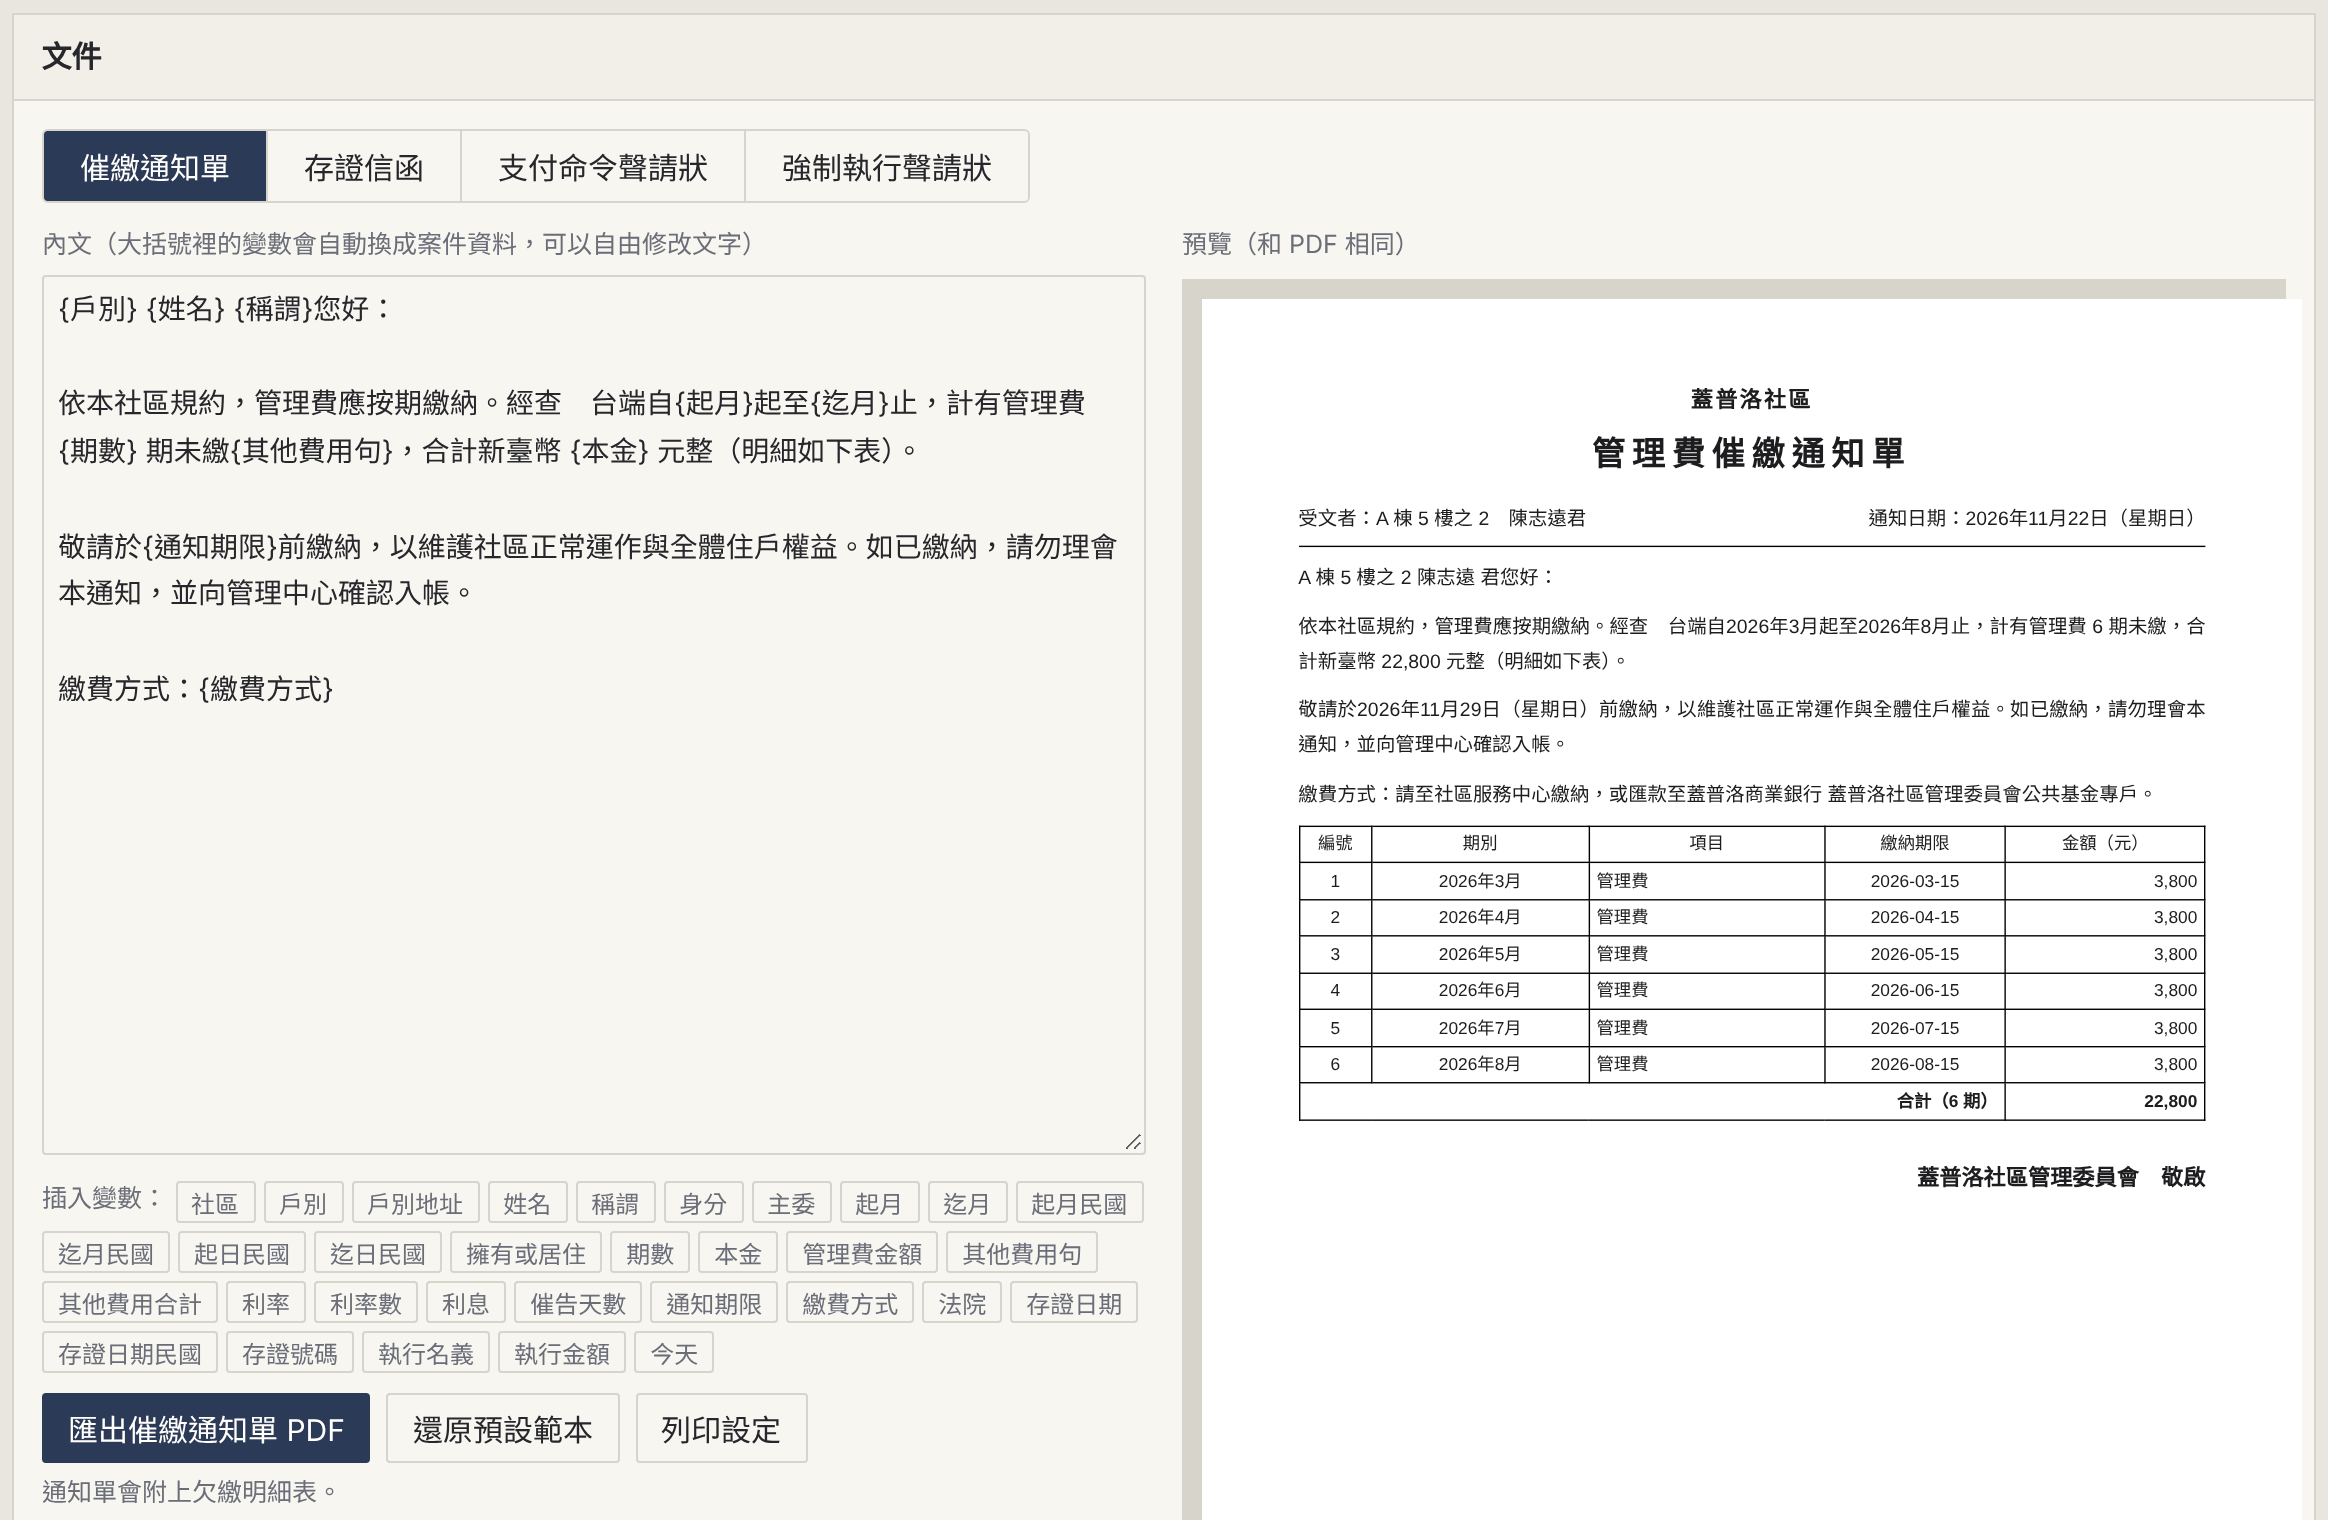 文件
催繳通知單
存證信函
支付命令聲請狀
強制執行聲請狀
內文（大括號裡的變數會自動換成案件資料，可以自由修改文字）
{戶別} {姓名} {稱謂}您好：
依本社區規約，管理費應按期繳納。經查　台端自{起月}起至{迄月}止，計有管理費
{期數} 期未繳{其他費用句}，合計新臺幣 {本金} 元整（明細如下表）。
敬請於{通知期限}前繳納，以維護社區正常運作與全體住戶權益。如已繳納，請勿理會
本通知，並向管理中心確認入帳。
繳費方式：{繳費方式}
插入變數： 社區 戶別 戶別地址 姓名 稱謂 身分 主委 起月 迄月 起月民國
迄月民國 起日民國 迄日民國 擁有或居住 期數 本金 管理費金額 其他費用句
其他費用合計 利率 利率數 利息 催告天數 通知期限 繳費方式 法院 存證日期
存證日期民國 存證號碼 執行名義 執行金額 今天
匯出催繳通知單 PDF 還原預設範本 列印設定
通知單會附上欠繳明細表。
預覽（和 PDF 相同）
蓋普洛社區
管理費催繳通知單
受文者：A 棟 5 樓之 2　陳志遠君 通知日期：2026年11月22日（星期日）
A 棟 5 樓之 2 陳志遠 君您好：
依本社區規約，管理費應按期繳納。經查　台端自2026年3月起至2026年8月止，計有管理費 6 期未繳，合
計新臺幣 22,800 元整（明細如下表）。
敬請於2026年11月29日（星期日）前繳納，以維護社區正常運作與全體住戶權益。如已繳納，請勿理會本
通知，並向管理中心確認入帳。
繳費方式：請至社區服務中心繳納，或匯款至蓋普洛商業銀行 蓋普洛社區管理委員會公共基金專戶。
編號 期別 項目 繳納期限 金額（元）
1 2026年3月 管理費 2026-03-15 3,800
2 2026年4月 管理費 2026-04-15 3,800
3 2026年5月 管理費 2026-05-15 3,800
4 2026年6月 管理費 2026-06-15 3,800
5 2026年7月 管理費 2026-07-15 3,800
6 2026年8月 管理費 2026-08-15 3,800
合計（6 期） 22,800
蓋普洛社區管理委員會　敬啟